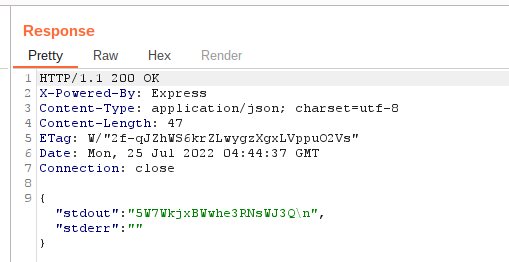 Response
Pretty Raw Hex Render
1 HTTP/1.1 200 OK
2 X-Powered-By: Express
3 Content-Type: application/json; charset=utf-8
4 Content-Length: 47
5 ETag: W/"2f-qJZhWS6krZLwygzXgxLVppuO2Vs"
6 Date: Mon, 25 Jul 2022 04:44:37 GMT
7 Connection: close
8
9 {
"stdout":"5W7WkjxBWwhe3RNsWJ3Q\n",
"stderr":""
}